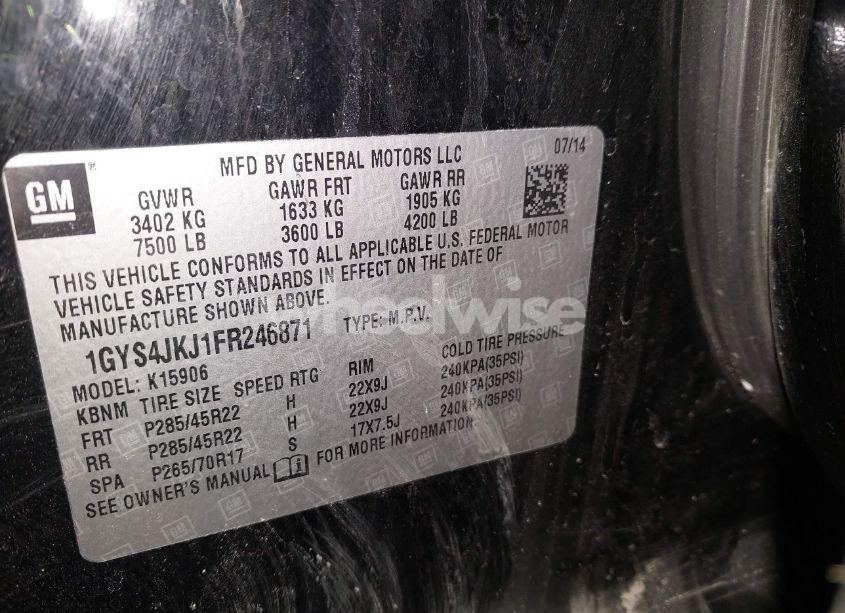 GM ®
MFD BY GENERAL MOTORS LLC 07/14
GVWR GAWR FRT GAWR RR
3402 KG 1633 KG 1905 KG
7500 LB 3600 LB 4200 LB
THIS VEHICLE CONFORMS TO ALL APPLICABLE U.S. FEDERAL MOTOR
VEHICLE SAFETY STANDARDS IN EFFECT ON THE DATE OF
MANUFACTURE SHOWN ABOVE.
wheelwise
1GYS4JKJ1FR246871 TYPE: M.P.V.
MODEL: K15906
KBNM TIRE SIZE SPEED RTG RIM COLD TIRE PRESSURE
FRT P285/45R22 H 22X9J 240KPA(35PSI)
RR P285/45R22 H 22X9J 240KPA(35PSI)
SPA P265/70R17 S 17X7.5J 240KPA(35PSI)
SEE OWNER'S MANUAL FOR MORE INFORMATION.